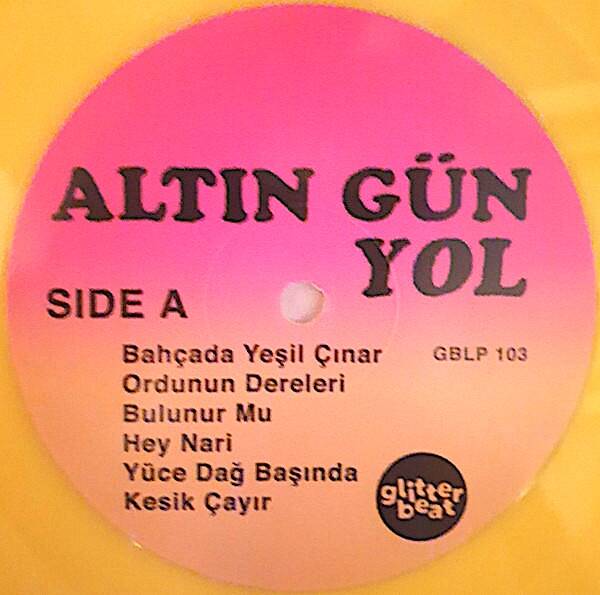 ALTIN GÜN
YOL
SIDE A
Bahçada Yeşil Çınar
GBLP 103
Ordunun Dereleri
Bulunur Mu
Hey Nari
Yüce Dağ Başında
Kesik Çayır
glitter
beat